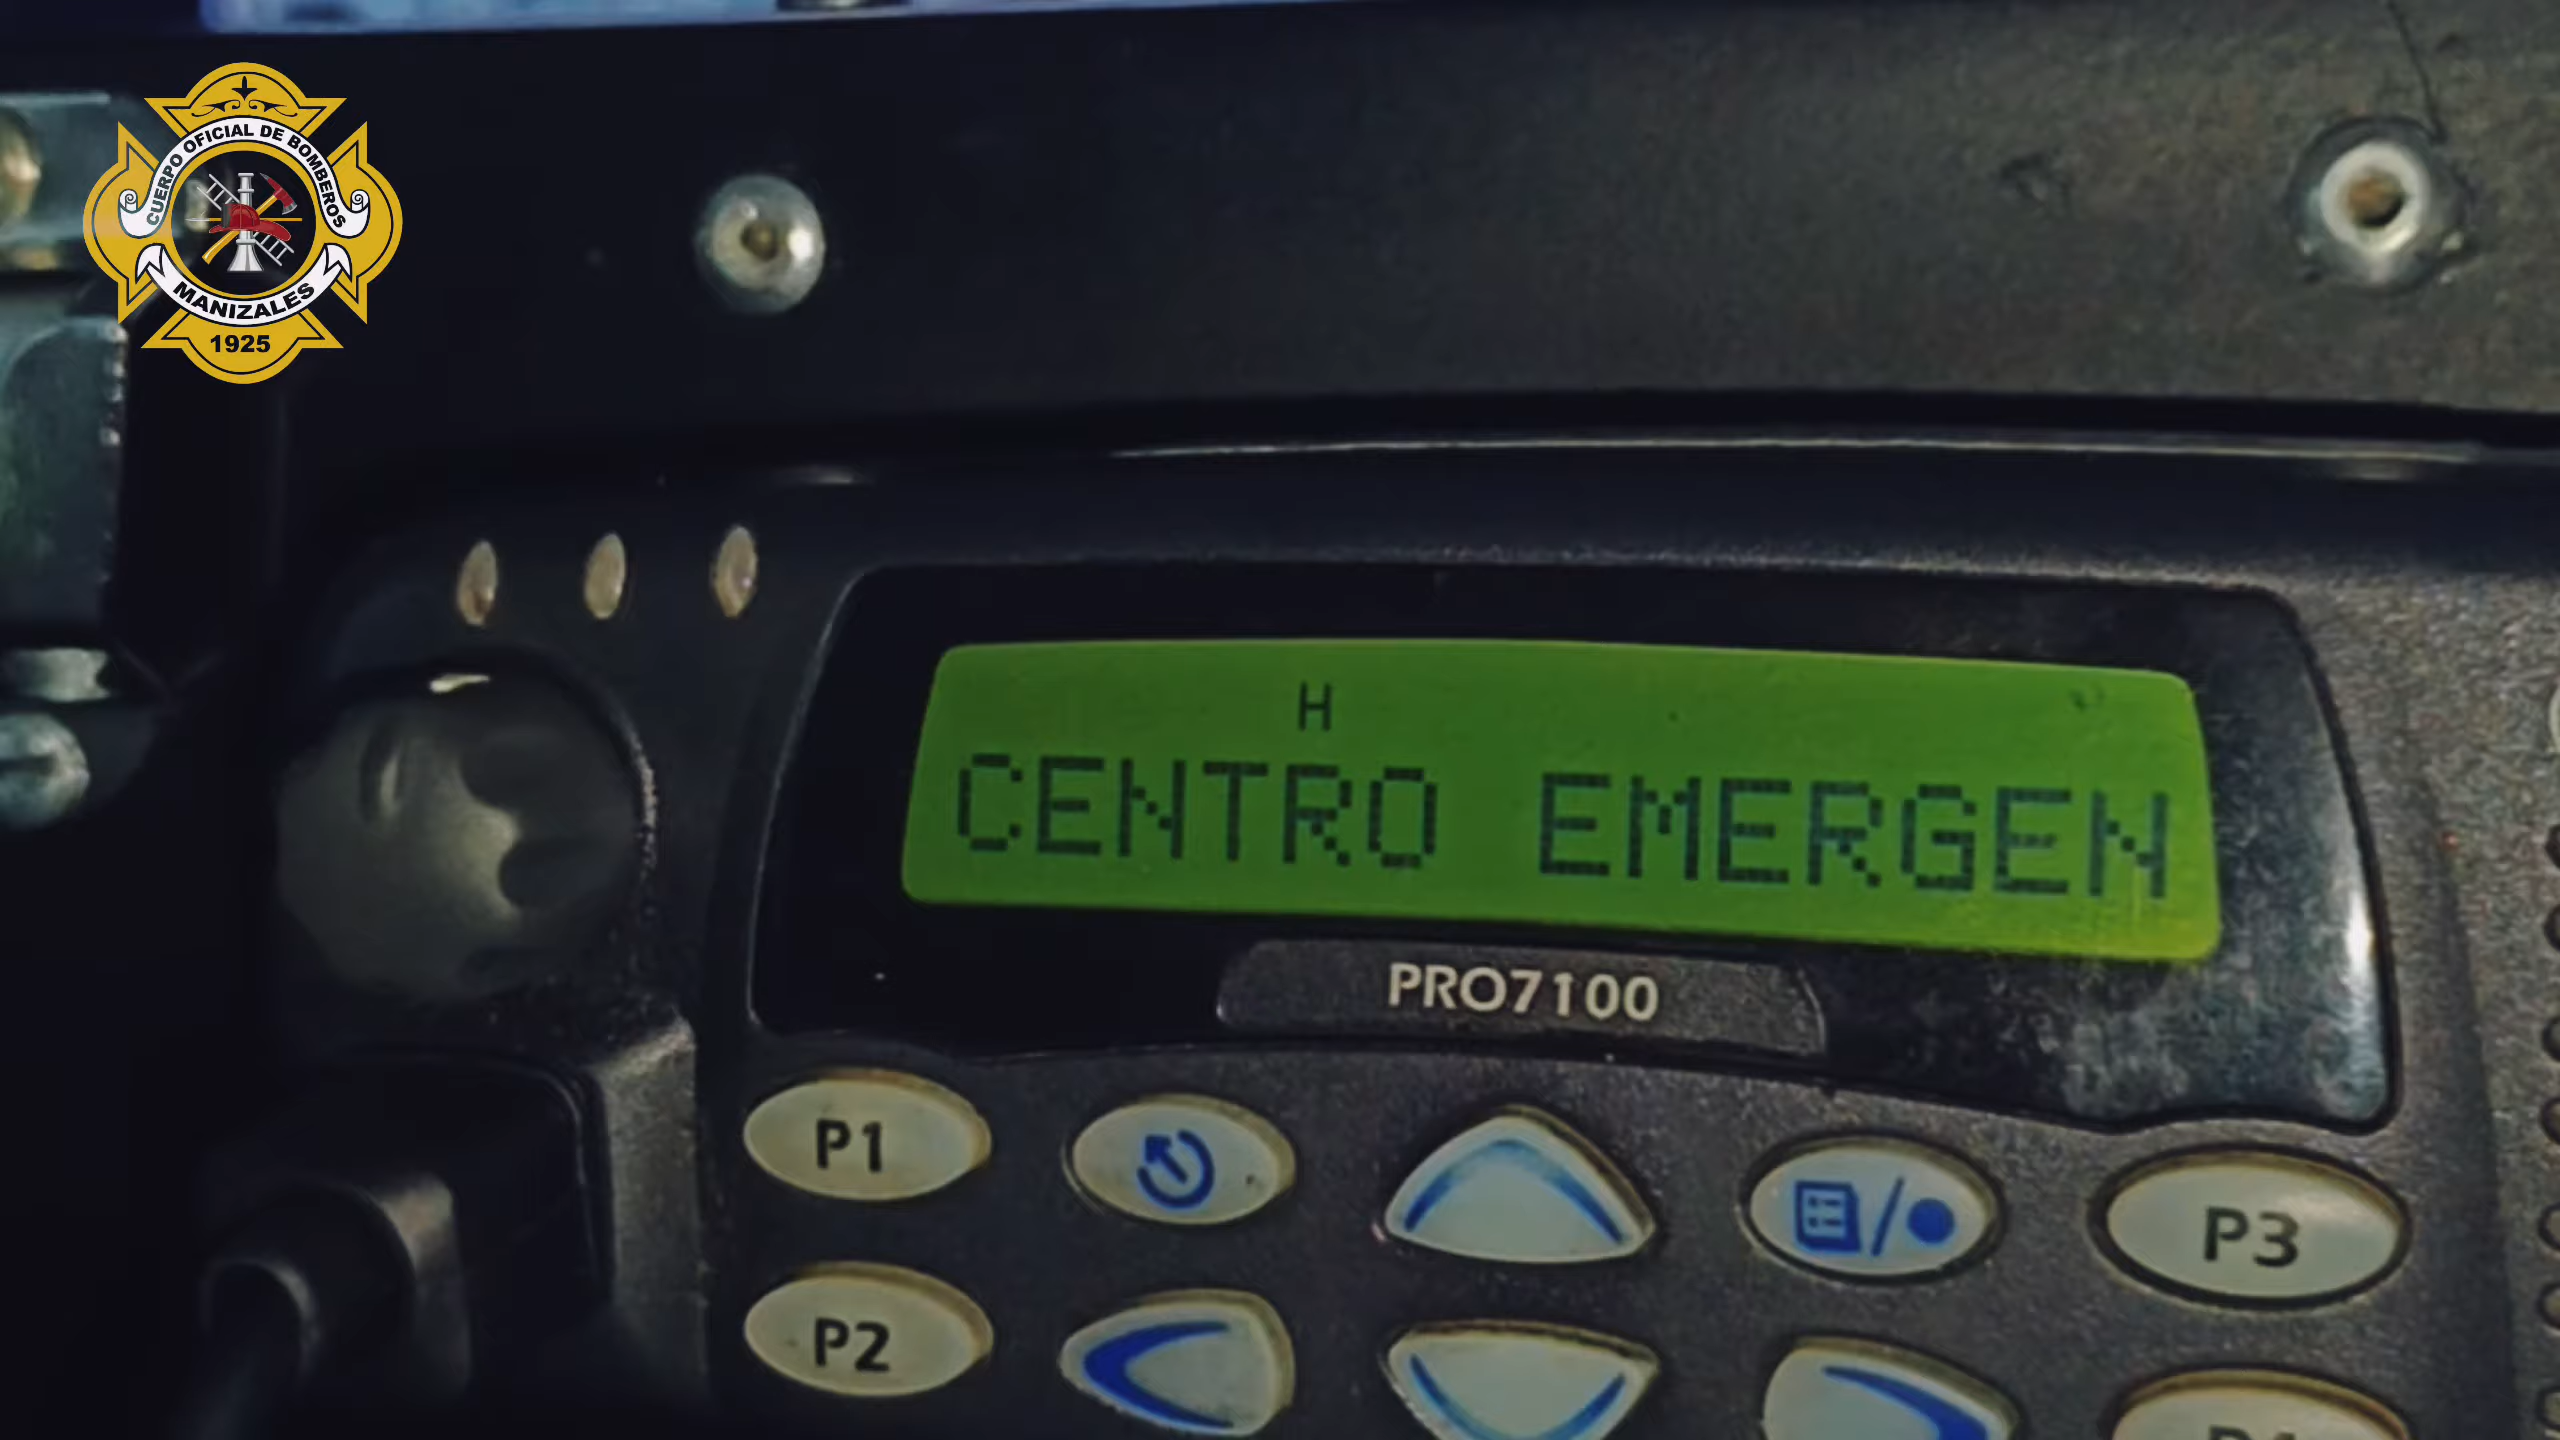 CUERPO OFICIAL DE BOMBEROS
MANIZALES
1925
H
CENTRO EMERGEN
PRO7100
P1
P3
P2